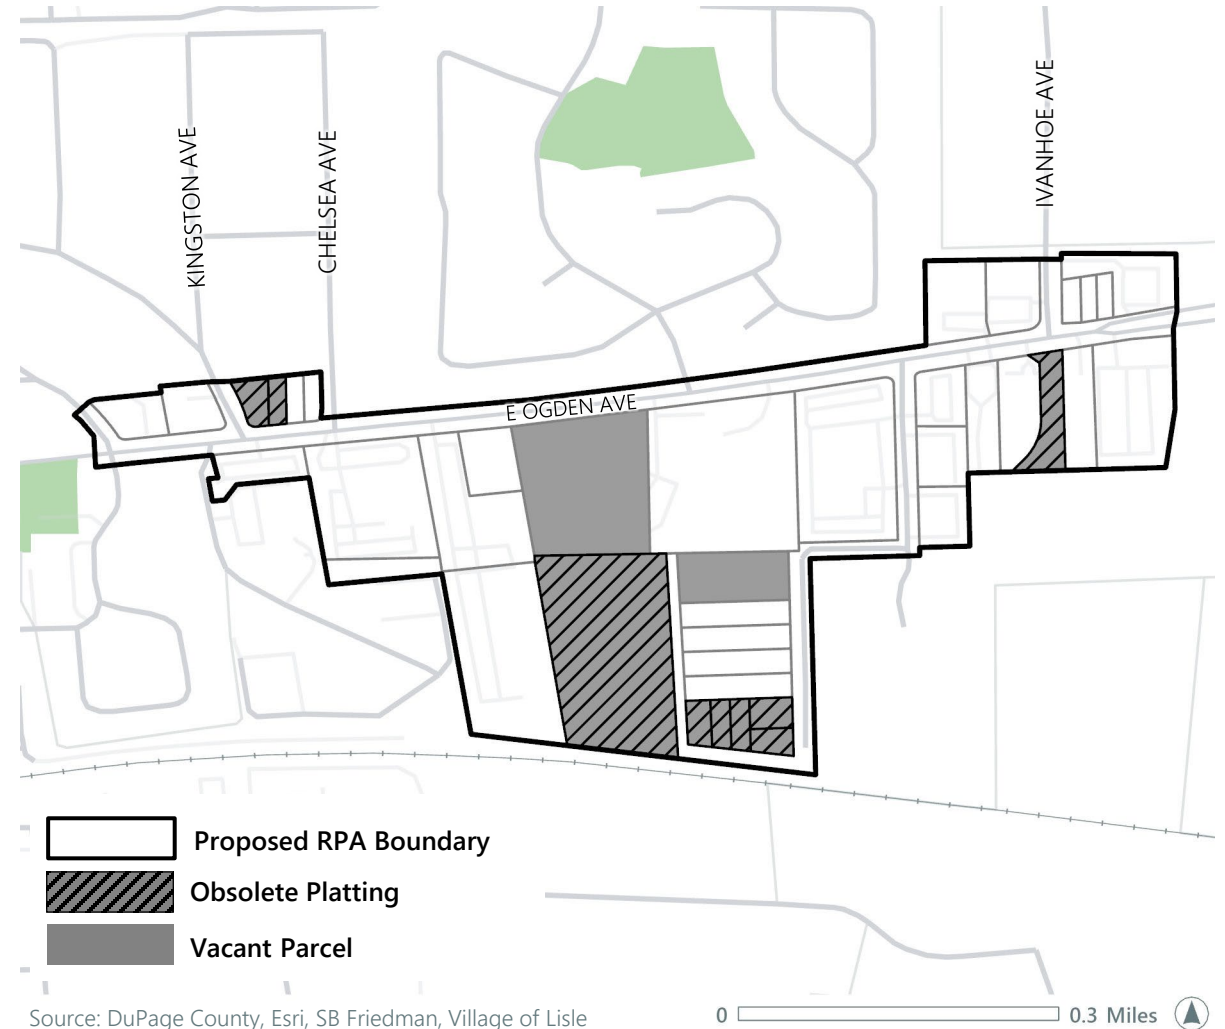 KINGSTON AVE
CHELSEA AVE
IVANHOE AVE
E OGDEN AVE
Proposed RPA Boundary
Obsolete Platting
Vacant Parcel
Source: DuPage County, Esri, SB Friedman, Village of Lisle
0 0.3 Miles